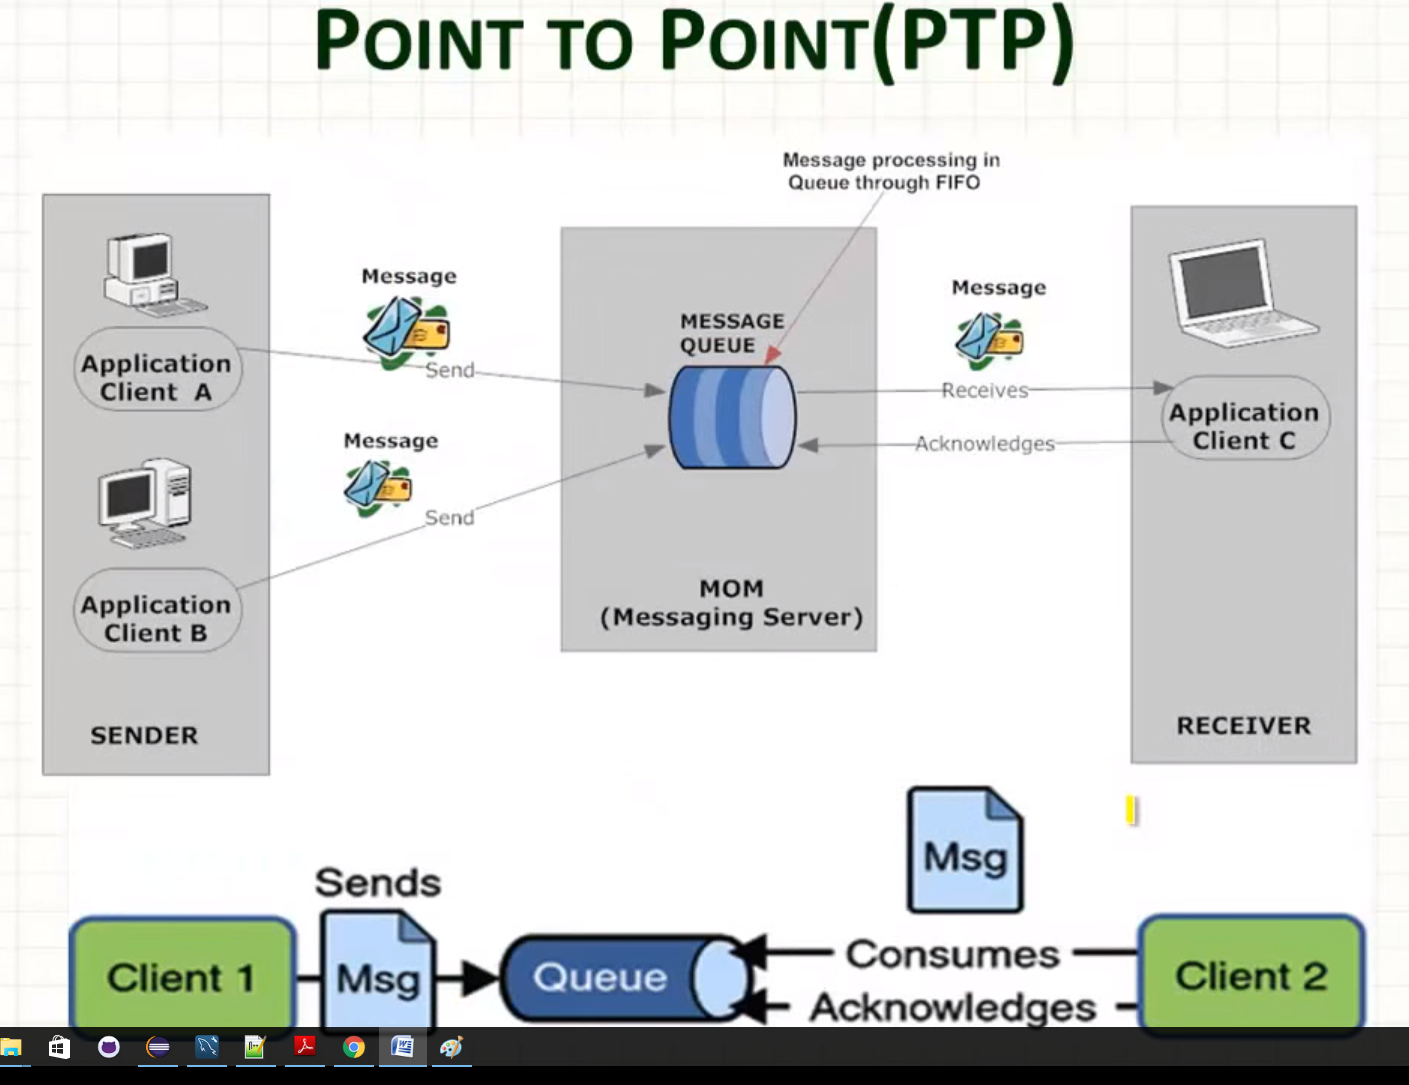 POINT TO POINT(PTP)
Message processing in
Queue through FIFO
Message
Message
MESSAGE
QUEUE
Application
Client A
Send
Receives
Application
Client C
Message
Acknowledges
Send
Application
Client B
MOM
(Messaging Server)
SENDER
RECEIVER
Msg
Sends
Client 1
Msg
Queue
Consumes
Acknowledges
Client 2